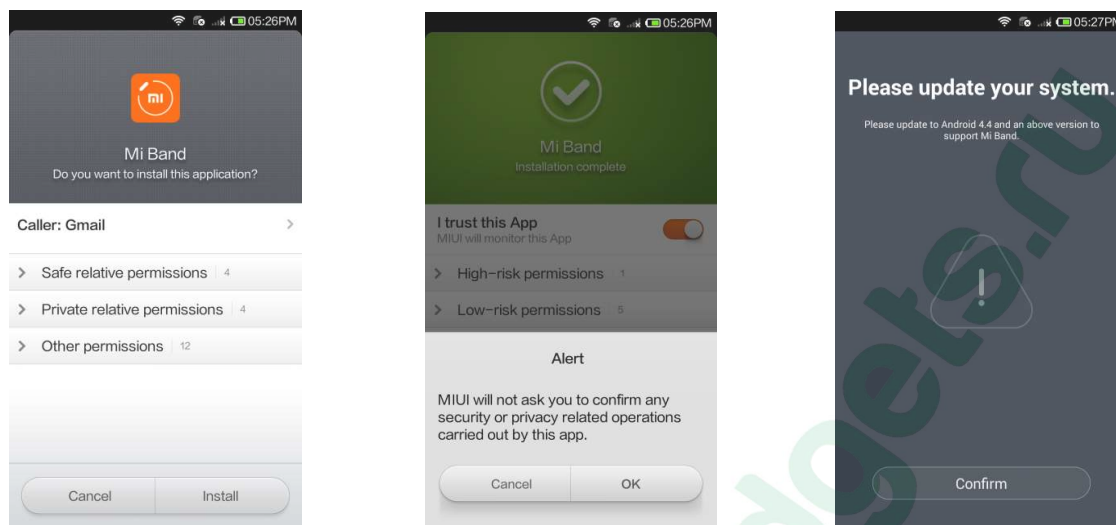 05:26PM
mi
Mi Band
Do you want to install this application?
Caller: Gmail
Safe relative permissions 4
Private relative permissions 4
Other permissions 12
Cancel Install
05:26PM
Mi Band
Installation complete
I trust this App
MIUI will monitor this App
High-risk permissions 1
Low-risk permissions 5
Alert
MIUI will not ask you to confirm any
security or privacy related operations
carried out by this app.
Cancel OK
05:27PM
Please update your system.
Please update to Android 4.4 and an above version to
support Mi Band.
Confirm
dgets.ru